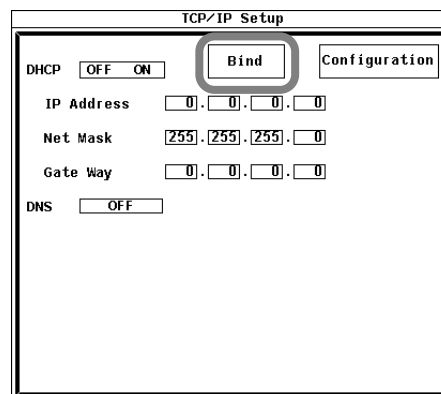 TCP/IP Setup
DHCP OFF ON Bind Configuration
IP Address 0. 0. 0. 0
Net Mask 255. 255. 255. 0
Gate Way 0. 0. 0. 0
DNS OFF